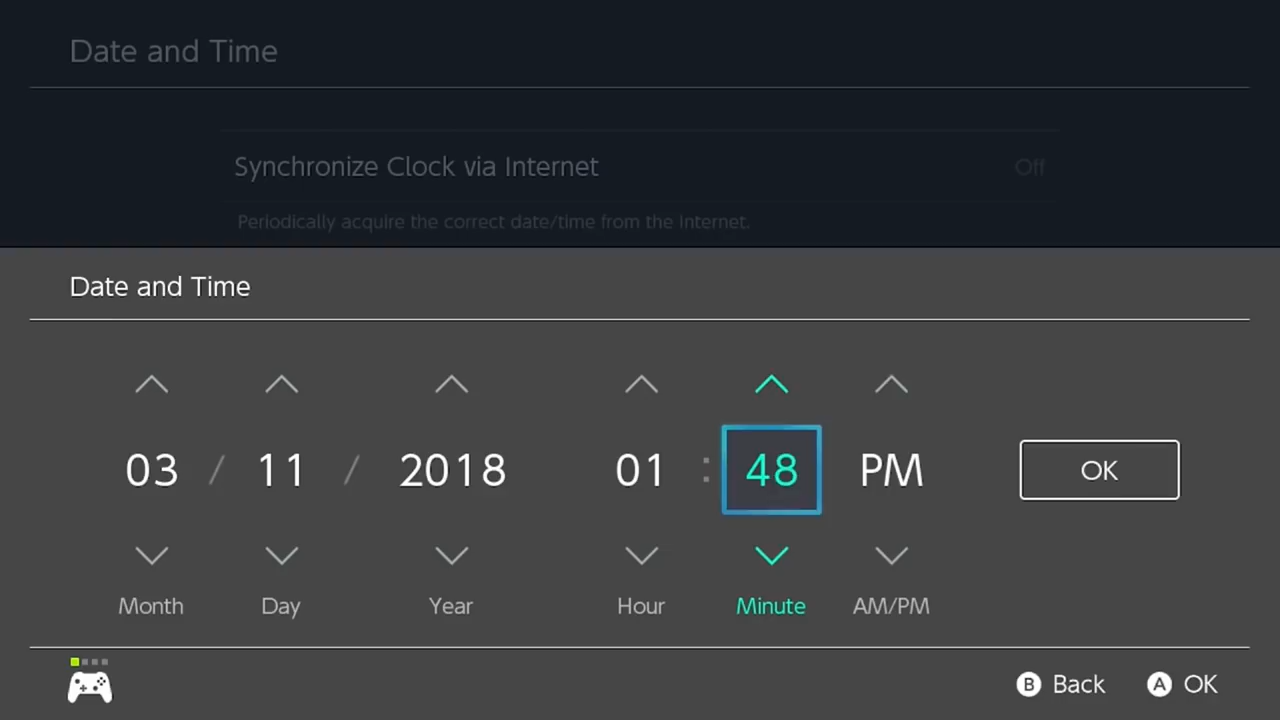 Date and Time
Synchronize Clock via Internet Off
Periodically acquire the correct date/time from the Internet.
Date and Time
03 / 11 / 2018 01 : 48 PM OK
Month Day Year Hour Minute AM/PM
B Back A OK